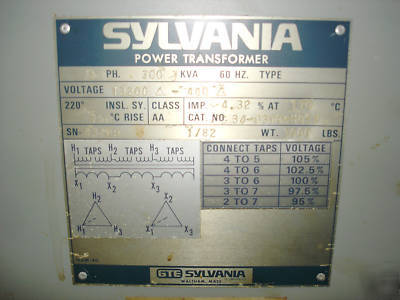 SYLVANIA
POWER TRANSFORMER
PH. 300 KVA 60 HZ. TYPE
VOLTAGE
220° INSL. SY. CLASS IMP. 4.32 % AT °C
°C RISE AA CAT. NO.
SN 1/82 WT. LBS.
H1 TAPS H2 TAPS H3 TAPS
X1 X2 X3
H2 X2
H1 H3 X1 X3
CONNECT TAPS VOLTAGE
4 TO 5 105%
4 TO 6 102.5%
3 TO 6 100%
3 TO 7 97.5%
2 TO 7 95%
GTE SYLVANIA
WALTHAM, MASS